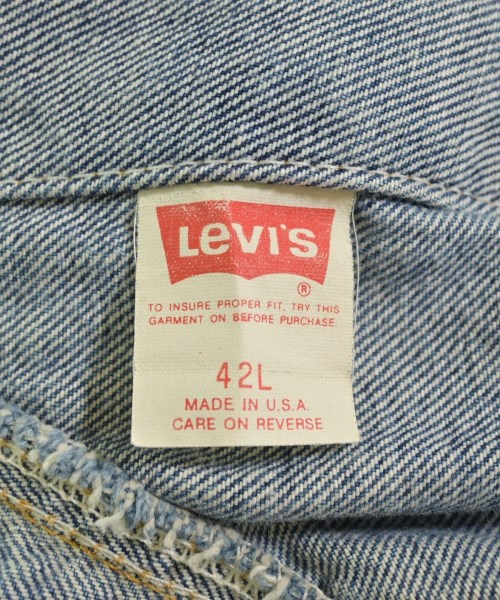 Levi's
®
TO INSURE PROPER FIT, TRY THIS
GARMENT ON BEFORE PURCHASE.
42L
MADE IN U.S.A.
CARE ON REVERSE